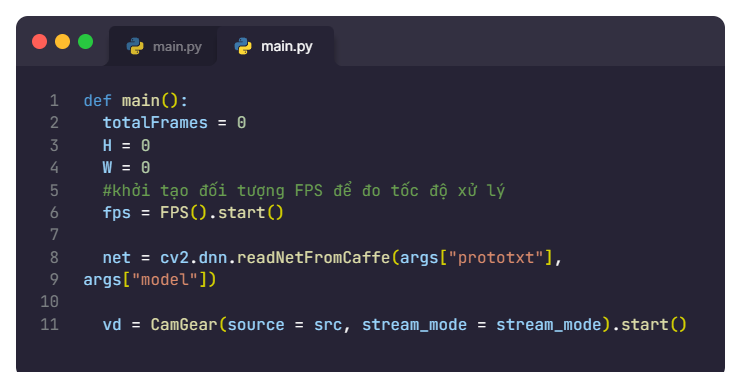 main.py main.py
1 def main():
2 totalFrames = 0
3 H = 0
4 W = 0
5 #khởi tạo đối tượng FPS để đo tốc độ xử lý
6 fps = FPS().start()
7
8 net = cv2.dnn.readNetFromCaffe(args["prototxt"],
9 args["model"])
10
11 vd = CamGear(source = src, stream_mode = stream_mode).start()